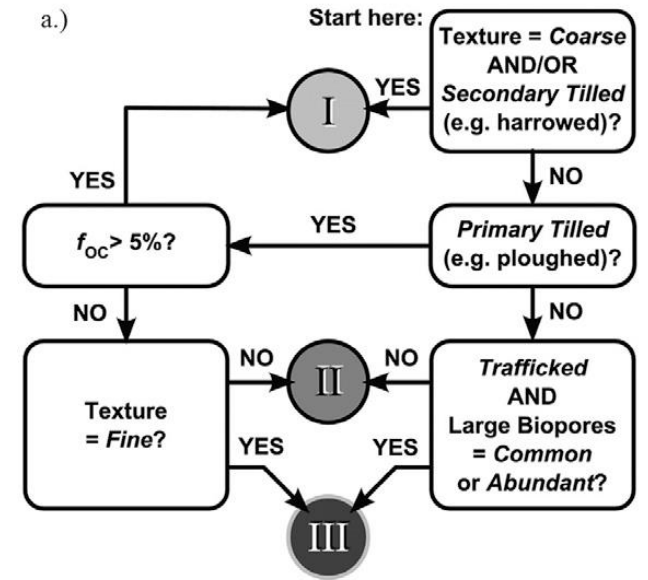 a.)
Start here:
Texture = Coarse
AND/OR
Secondary Tilled
(e.g. harrowed)?
YES
I
NO
Primary Tilled
(e.g. ploughed)?
YES
fOC> 5%?
YES
NO
NO
Texture
= Fine?
NO
II
NO
Trafficked
AND
Large Biopores
= Common
or Abundant?
YES
YES
III